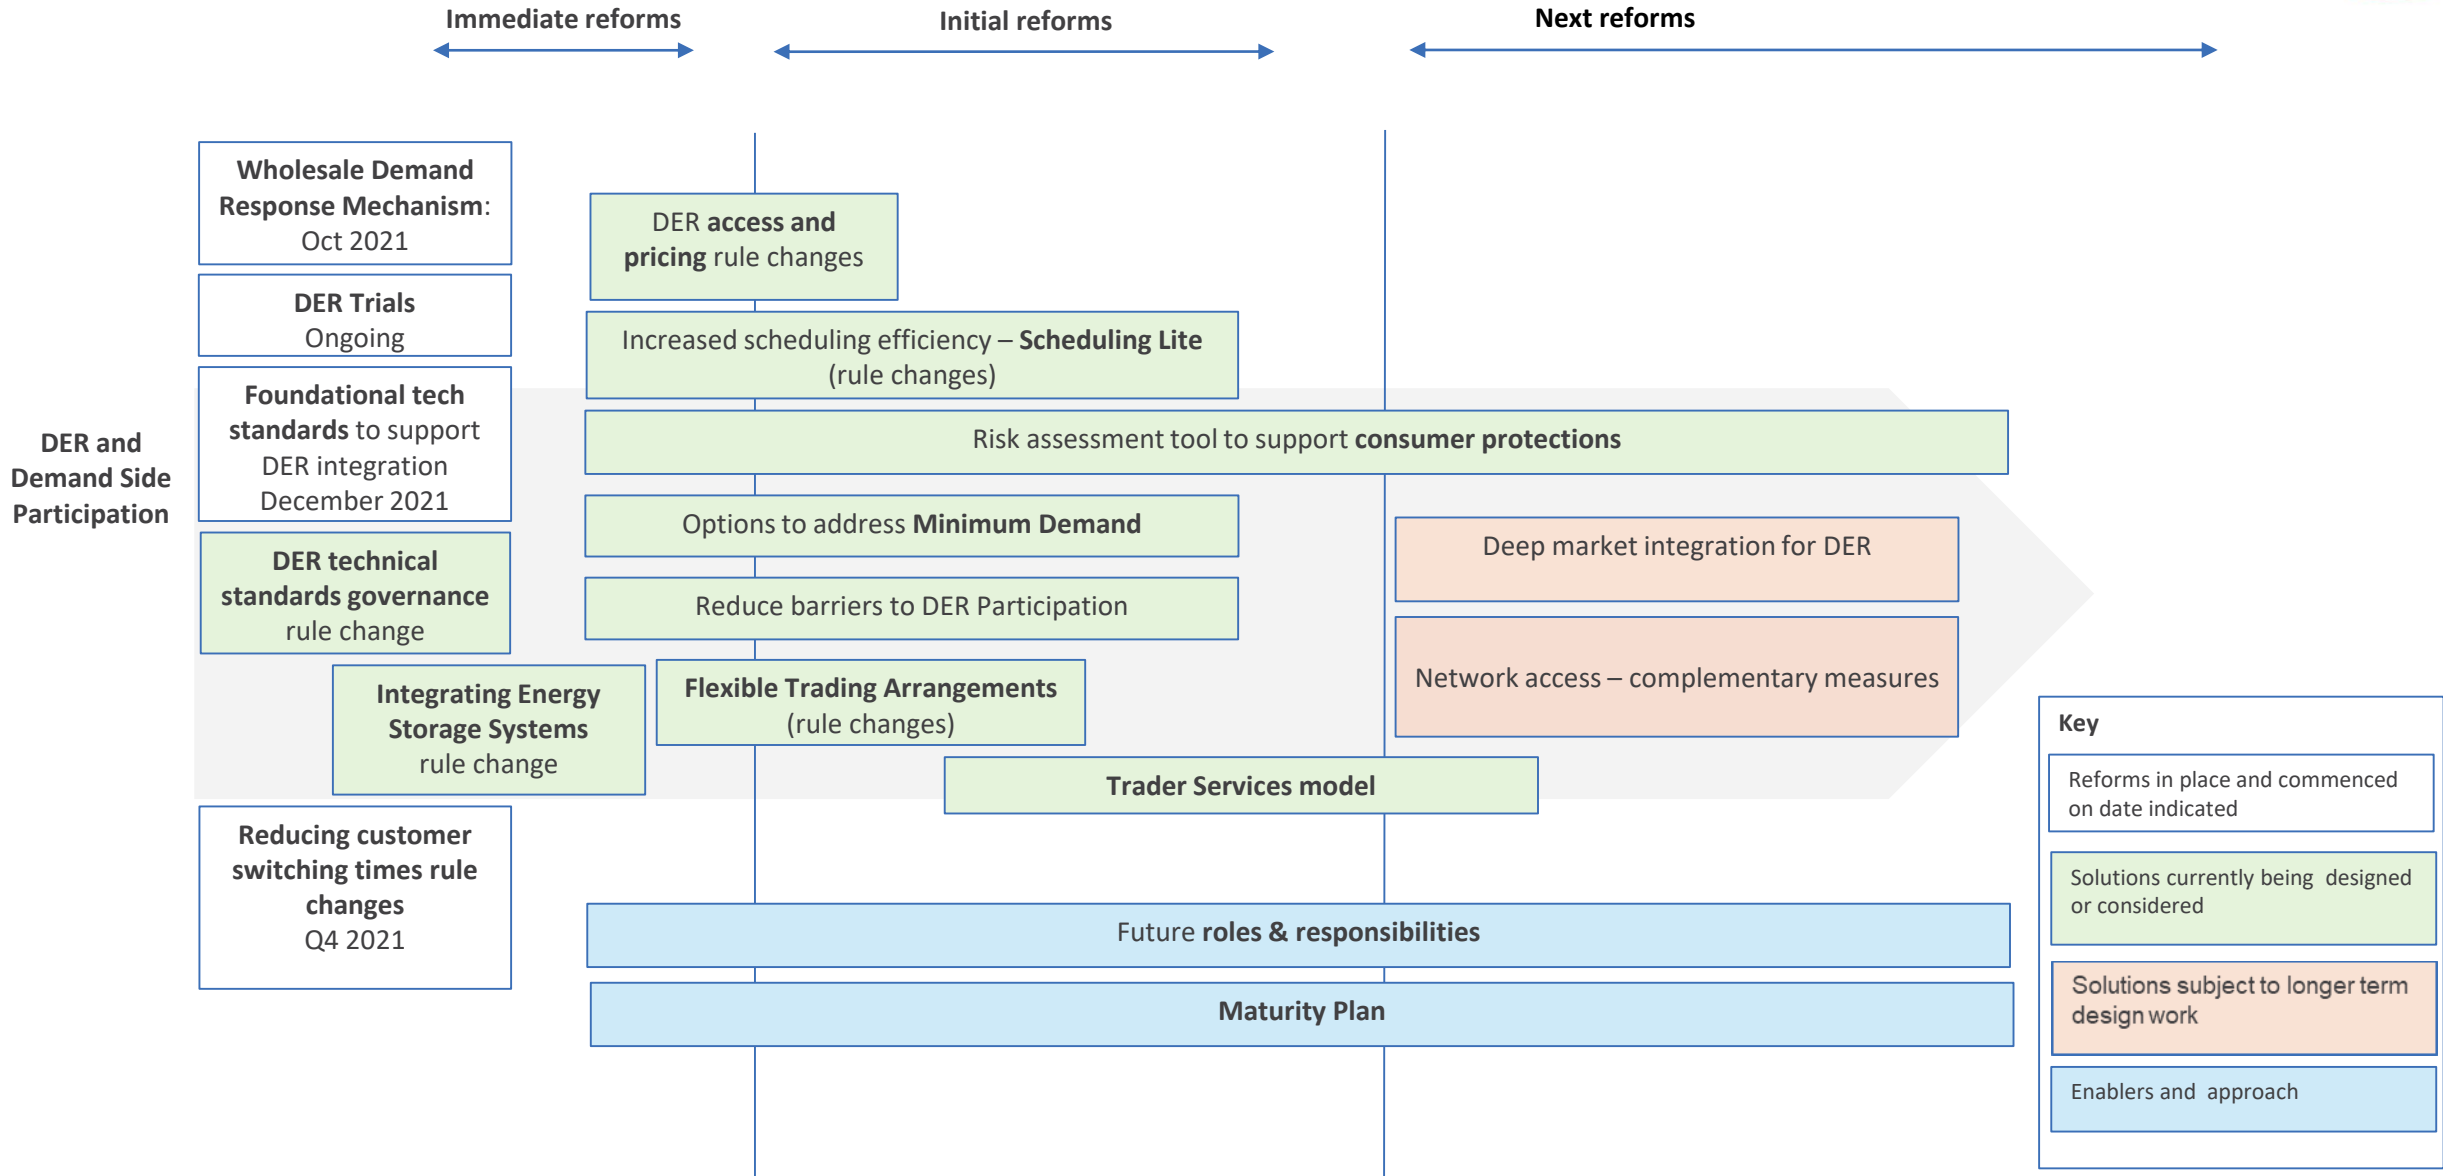 Immediate reforms
Initial reforms
Next reforms
DER and
Demand Side
Participation
Wholesale Demand
Response Mechanism:
Oct 2021
DER Trials
Ongoing
Foundational tech
standards to support
DER integration
December 2021
DER technical
standards governance
rule change
Integrating Energy
Storage Systems
rule change
Reducing customer
switching times rule
changes
Q4 2021
DER access and
pricing rule changes
Increased scheduling efficiency – Scheduling Lite
(rule changes)
Risk assessment tool to support consumer protections
Options to address Minimum Demand
Reduce barriers to DER Participation
Flexible Trading Arrangements
(rule changes)
Trader Services model
Deep market integration for DER
Network access – complementary measures
Future roles & responsibilities
Maturity Plan
Key
Reforms in place and commenced
on date indicated
Solutions currently being designed
or considered
Solutions subject to longer term
design work
Enablers and approach